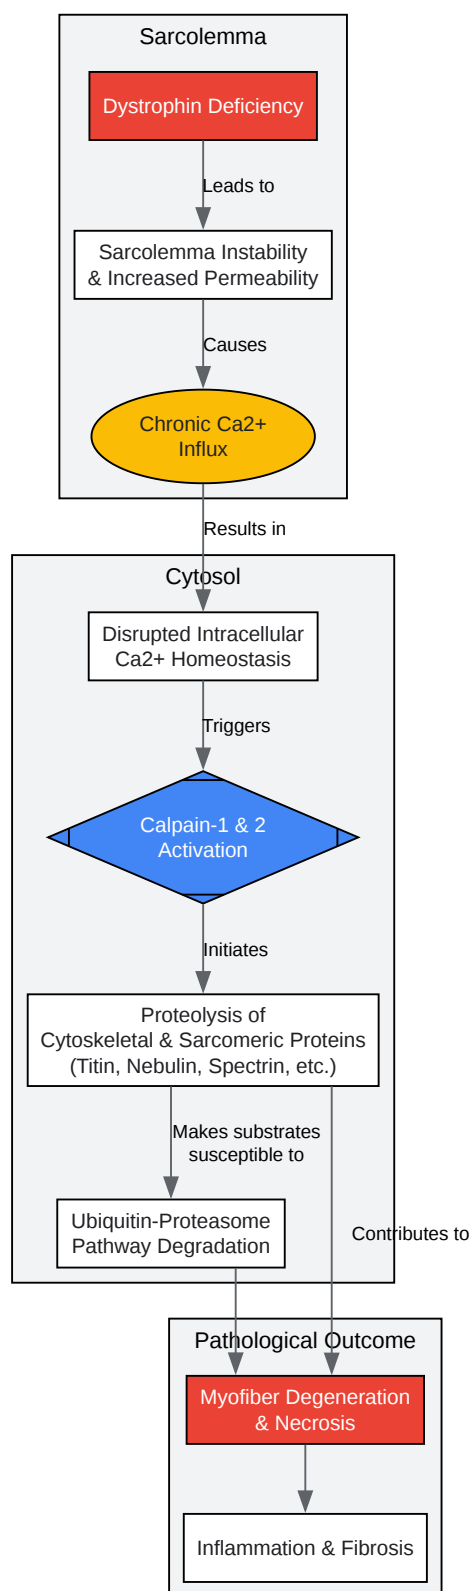 Sarcolemma
Dystrophin Deficiency
Leads to
Sarcolemma Instability
& Increased Permeability
Causes
Chronic Ca2+
Influx
Results in
Cytosol
Disrupted Intracellular
Ca2+ Homeostasis
Triggers
Calpain-1 & 2
Activation
Initiates
Proteolysis of
Cytoskeletal & Sarcomeric Proteins
(Titin, Nebulin, Spectrin, etc.)
Makes substrates
susceptible to
Ubiquitin-Proteasome
Pathway Degradation
Contributes to
Pathological Outcome
Myofiber Degeneration
& Necrosis
Inflammation & Fibrosis